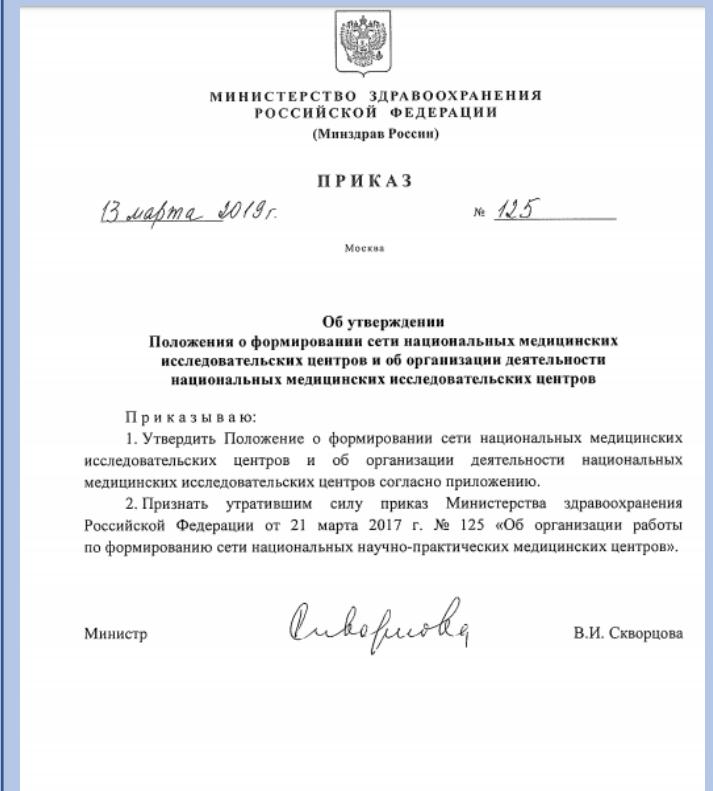 МИНИСТЕРСТВО ЗДРАВООХРАНЕНИЯ
РОССИЙСКОЙ ФЕДЕРАЦИИ
(Минздрав России)
ПРИКАЗ
13 марта 2019г. № 125
Москва
Об утверждении
Положения о формировании сети национальных медицинских
исследовательских центров и об организации деятельности
национальных медицинских исследовательских центров
Приказываю:
1. Утвердить Положение о формировании сети национальных медицинских
исследовательских центров и об организации деятельности национальных
медицинских исследовательских центров согласно приложению.
2. Признать утратившим силу приказ Министерства здравоохранения
Российской Федерации от 21 марта 2017 г. № 125 «Об организации работы
по формированию сети национальных научно-практических медицинских центров».
Министр Скворцова В.И. Скворцова